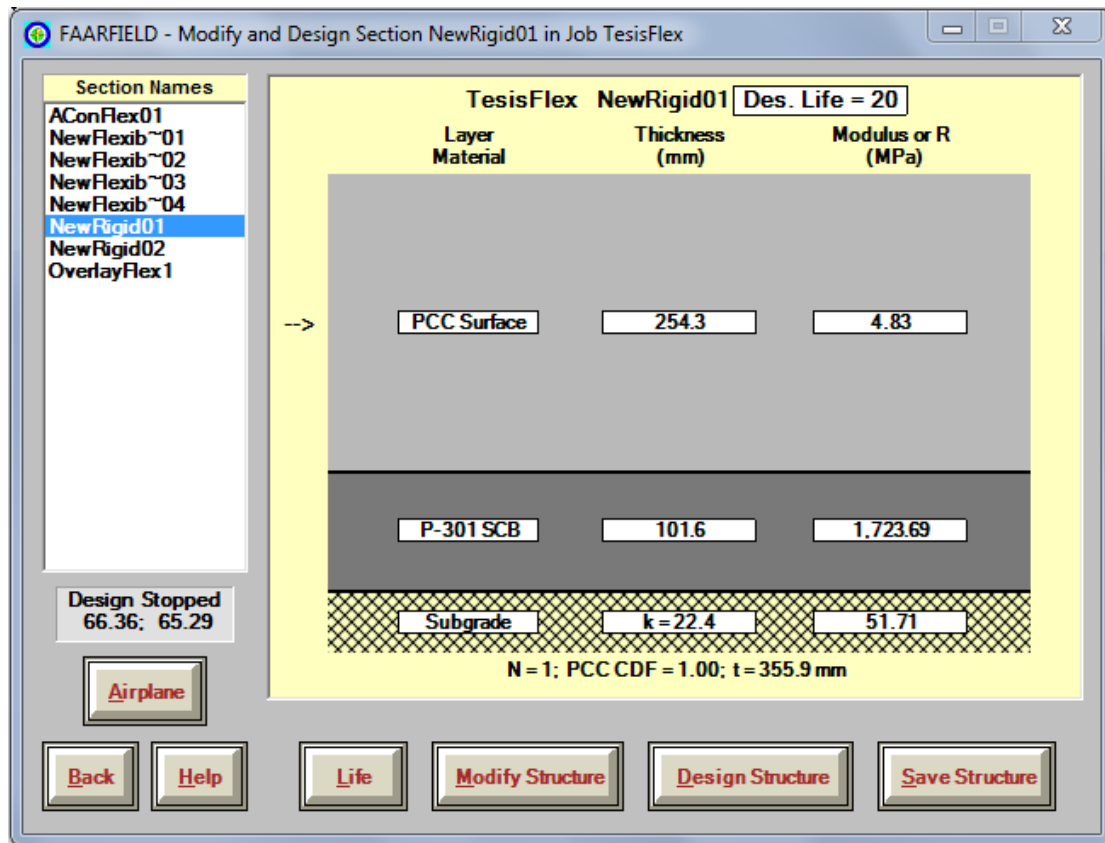 FAARFIELD - Modify and Design Section NewRigid01 in Job TesisFlex
Section Names
AConFlex01
NewFlexib~01
NewFlexib~02
NewFlexib~03
NewFlexib~04
NewRigid01
NewRigid02
OverlayFlex1
Design Stopped
66.36; 65.29
TesisFlex NewRigid01 Des. Life = 20
Layer Material Thickness (mm) Modulus or R (MPa)
--> PCC Surface 254.3 4.83
P-301 SCB 101.6 1,723.69
Subgrade k = 22.4 51.71
N = 1; PCC CDF = 1.00; t = 355.9 mm
Airplane
Back Help Life Modify Structure Design Structure Save Structure